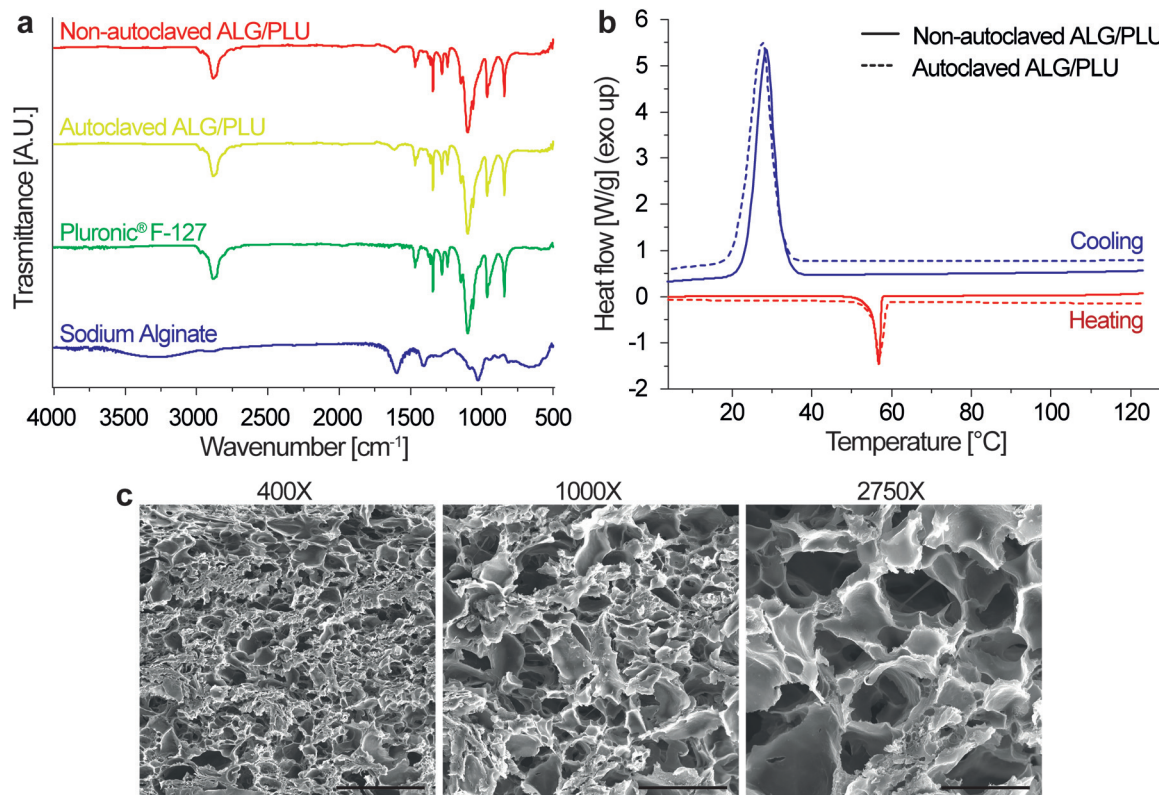 a
Non-autoclaved ALG/PLU
Autoclaved ALG/PLU
Pluronic® F-127
Sodium Alginate
Trasmittance [A.U.]
4000 3500 3000 2500 2000 1500 1000 500
Wavenumber [cm-1]
b
Non-autoclaved ALG/PLU
Autoclaved ALG/PLU
Heat flow [W/g] (exo up)
6
5
4
3
2
1
0
-1
-2
Cooling
Heating
20 40 60 80 100 120
Temperature [°C]
c
400X 1000X 2750X